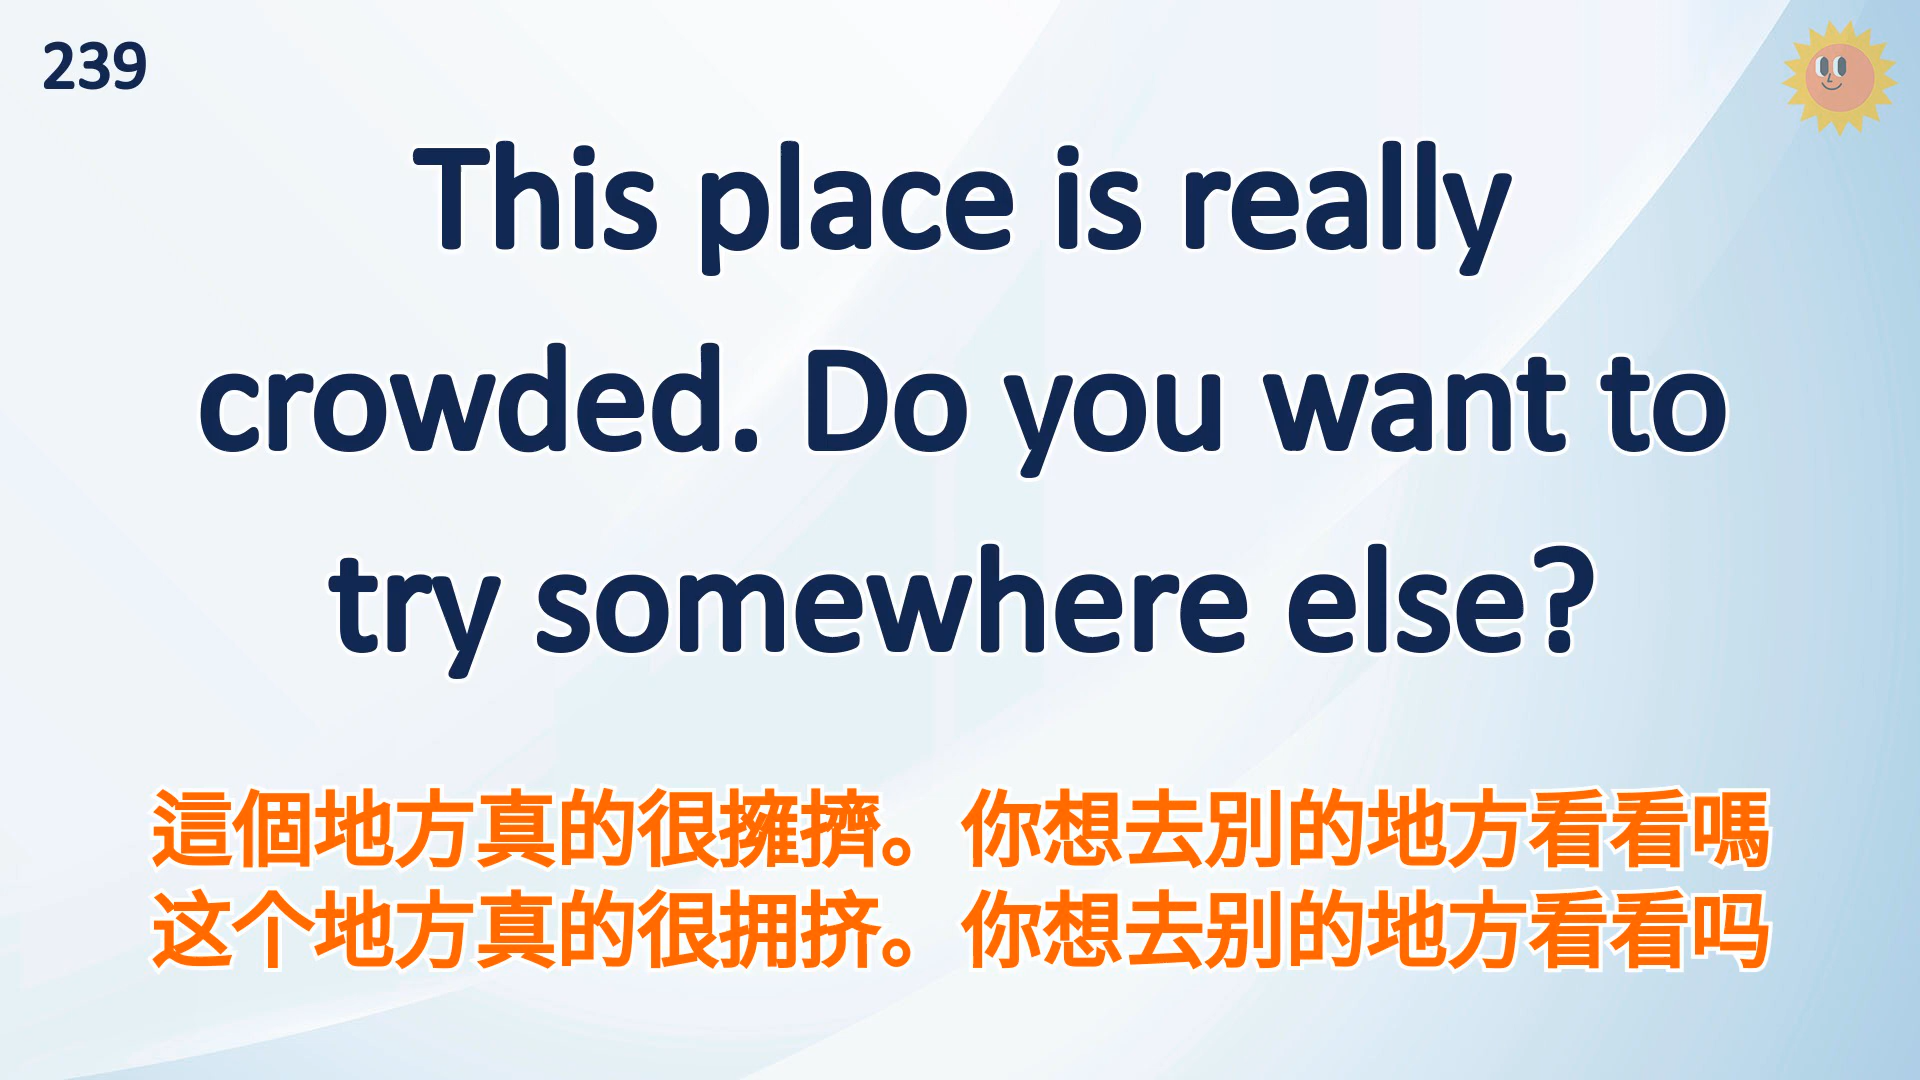 239
This place is really
crowded. Do you want to
try somewhere else?
這個地方真的很擁擠。你想去別的地方看看嗎
这个地方真的很拥挤。你想去别的地方看看吗